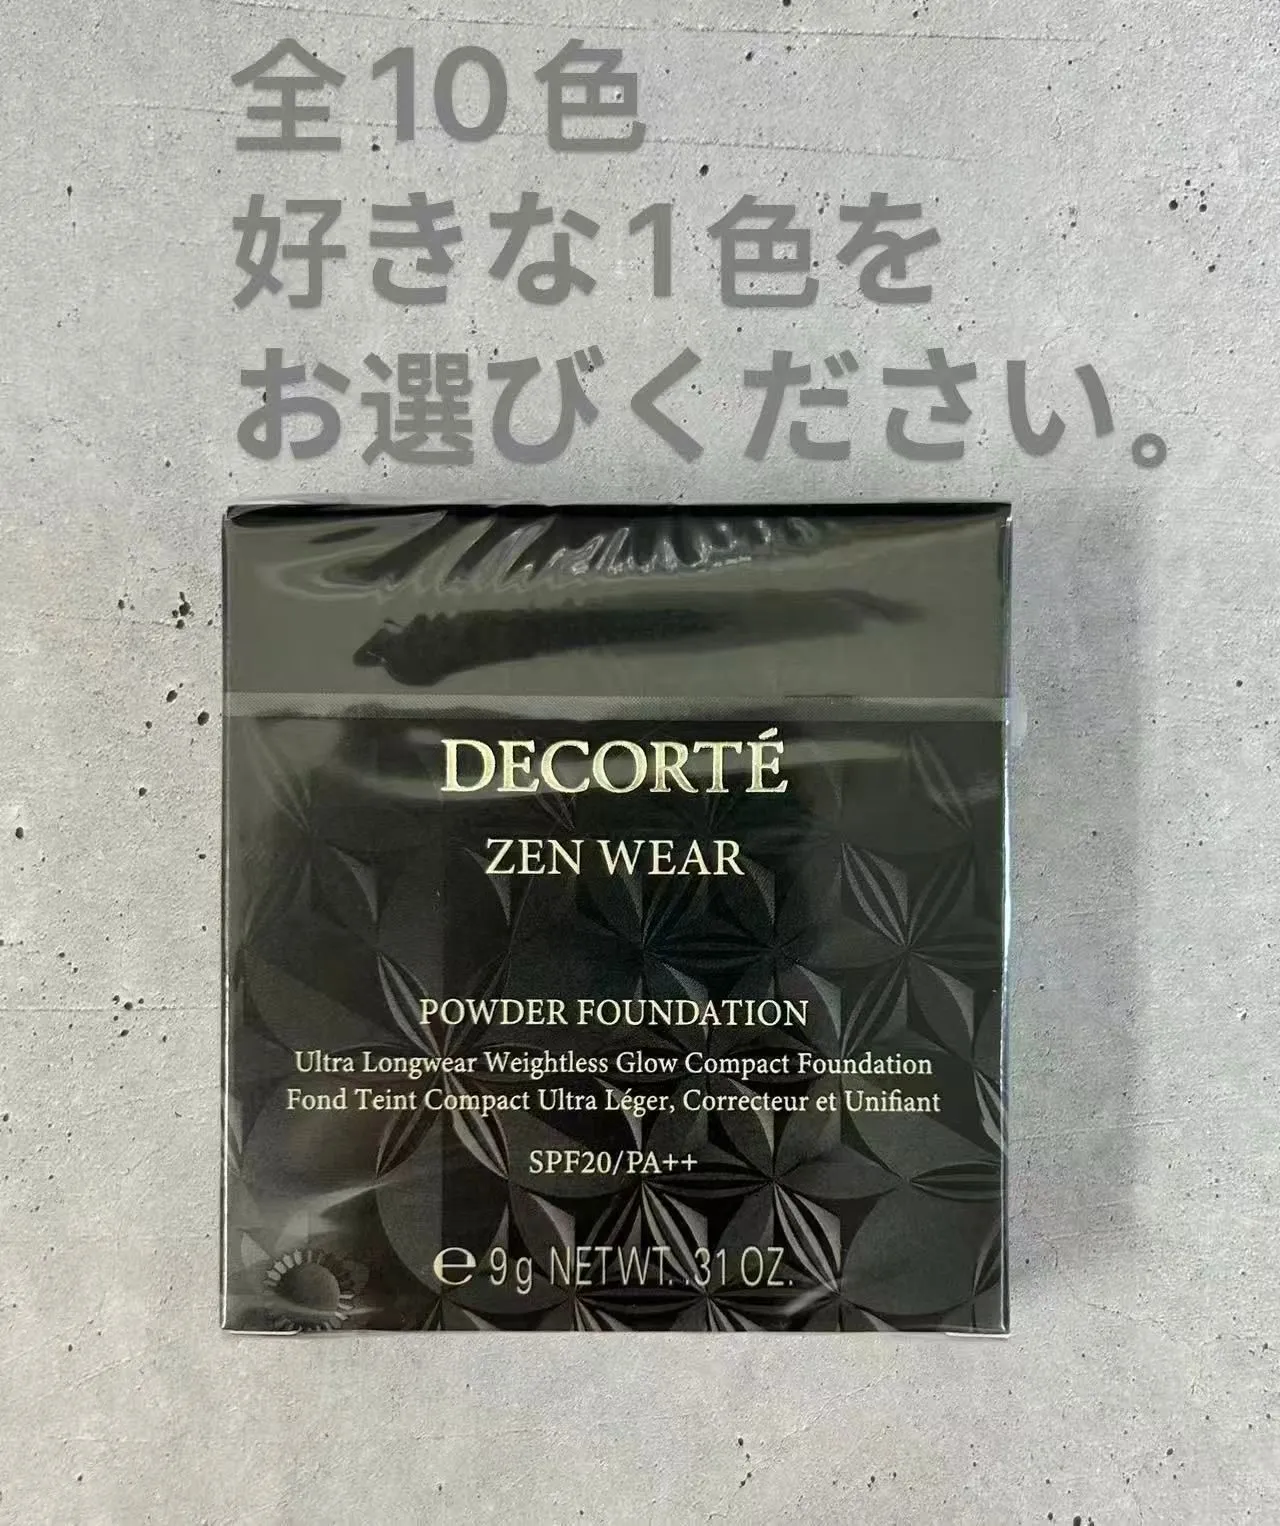 全10色
好きな1色を
お選びください。
DECORTÉ
ZEN WEAR
POWDER FOUNDATION
Ultra Longwear Weightless Glow Compact Foundation
Fond Teint Compact Ultra Léger, Correcteur et Unifiant
SPF20/PA++
℮ 9g NETWT. .31 OZ.